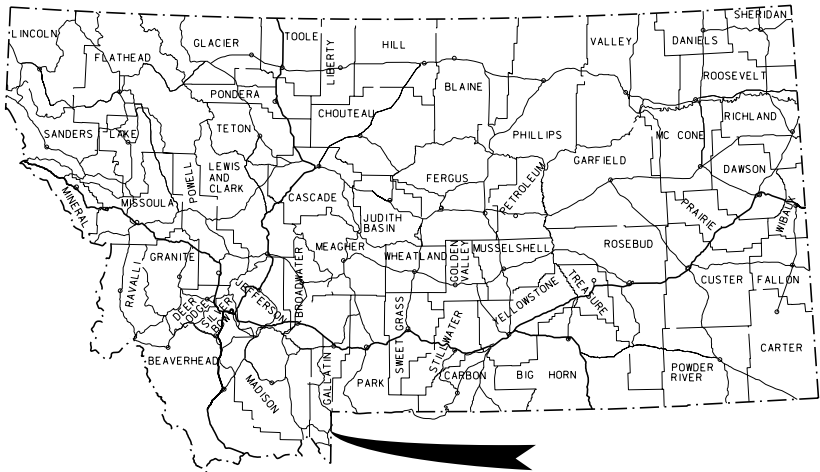 SHERIDAN
LINCOLN
FLATHEAD
GLACIER
TOOLE
LIBERTY
HILL
BLAINE
VALLEY
DANIELS
ROOSEVELT
PONDERA
CHOUTEAU
PHILLIPS
RICHLAND
SANDERS
LAKE
TETON
MC CONE
LEWIS
AND
CLARK
POWELL
CASCADE
FERGUS
PETROLEUM
GARFIELD
DAWSON
MINERAL
MISSOULA
JUDITH
BASIN
PRAIRIE
WIBAUX
MEAGHER
WHEATLAND
GOLDEN
VALLEY
MUSSELSHELL
ROSEBUD
GRANITE
RAVALLI
BROADWATER
DEER
LODGE
SILVER
BOW
JEFFERSON
YELLOWSTONE
TREASURE
CUSTER
FALLON
BEAVERHEAD
MADISON
GALLATIN
PARK
SWEET GRASS
STILLWATER
CARBON
BIG HORN
POWDER
RIVER
CARTER